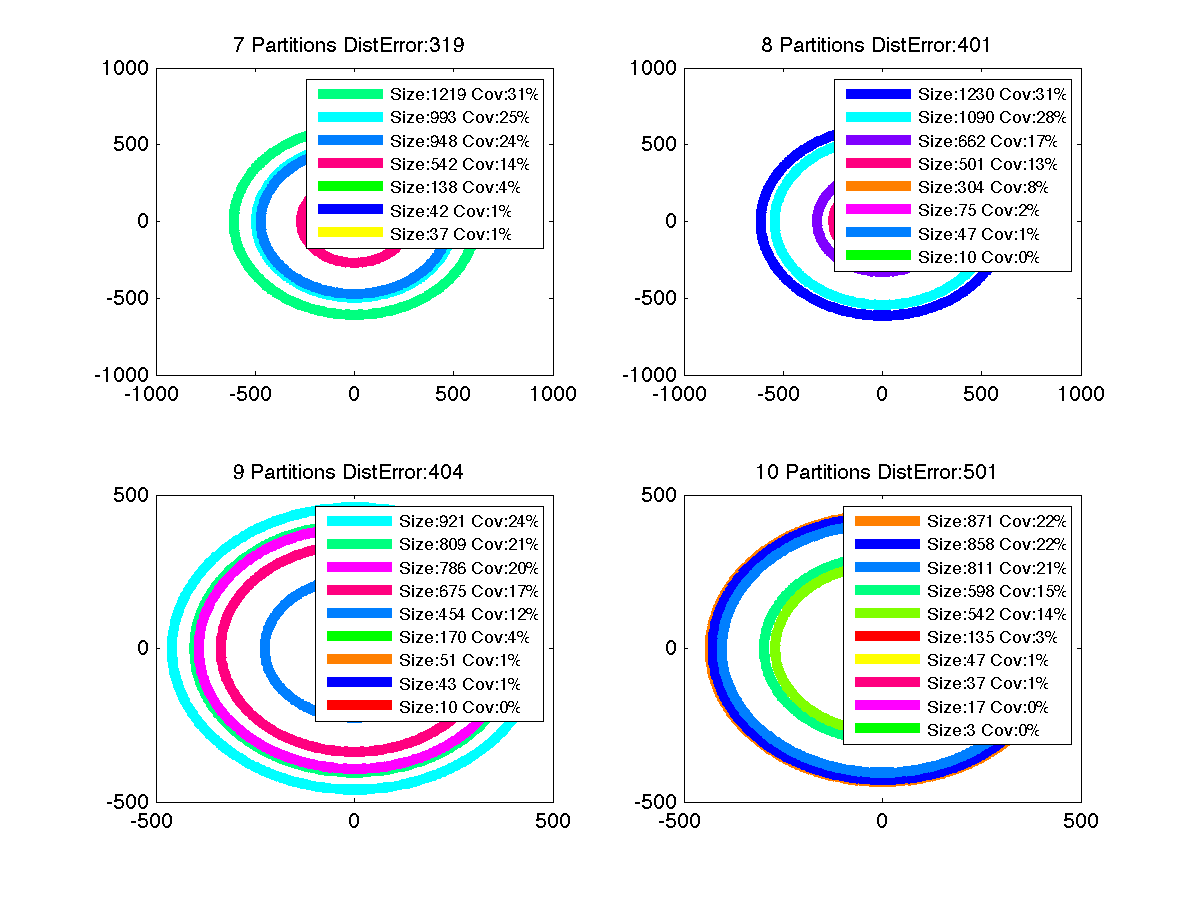 7 Partitions DistError:319
1000
500
0
-500
-1000
-1000 -500 0 500 1000
Size:1219 Cov:31%
Size:993 Cov:25%
Size:948 Cov:24%
Size:542 Cov:14%
Size:138 Cov:4%
Size:42 Cov:1%
Size:37 Cov:1%
8 Partitions DistError:401
1000
500
0
-500
-1000
-1000 -500 0 500 1000
Size:1230 Cov:31%
Size:1090 Cov:28%
Size:662 Cov:17%
Size:501 Cov:13%
Size:304 Cov:8%
Size:75 Cov:2%
Size:47 Cov:1%
Size:10 Cov:0%
9 Partitions DistError:404
500
0
-500
-500 0 500
Size:921 Cov:24%
Size:809 Cov:21%
Size:786 Cov:20%
Size:675 Cov:17%
Size:454 Cov:12%
Size:170 Cov:4%
Size:51 Cov:1%
Size:43 Cov:1%
Size:10 Cov:0%
10 Partitions DistError:501
500
0
-500
-500 0 500
Size:871 Cov:22%
Size:858 Cov:22%
Size:811 Cov:21%
Size:598 Cov:15%
Size:542 Cov:14%
Size:135 Cov:3%
Size:47 Cov:1%
Size:37 Cov:1%
Size:17 Cov:0%
Size:3 Cov:0%